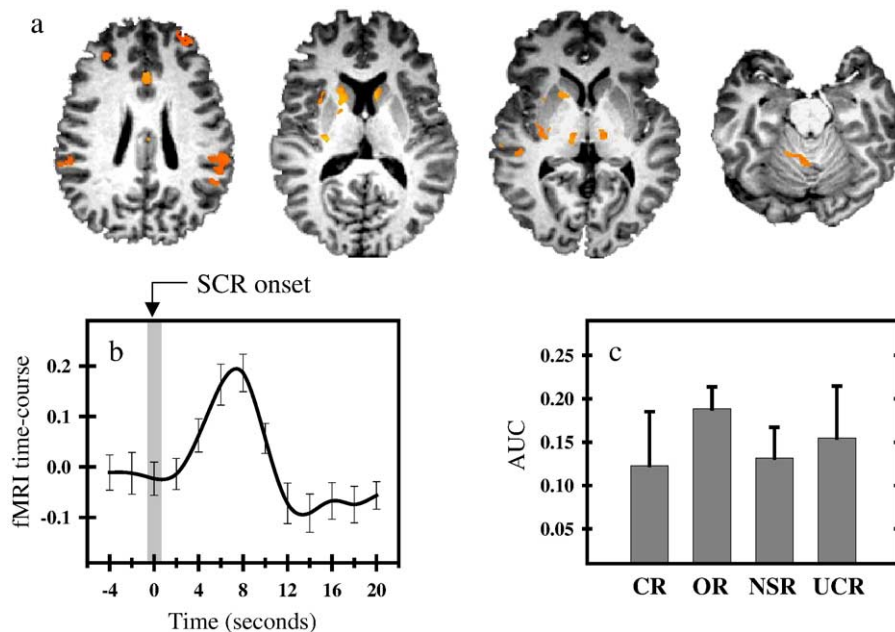 a
SCR onset
b
fMRI time-course
0.2
0.1
0.0
-0.1
-4 0 4 8 12 16 20
Time (seconds)
c
AUC
0.25
0.20
0.15
0.10
0.05
CR OR NSR UCR